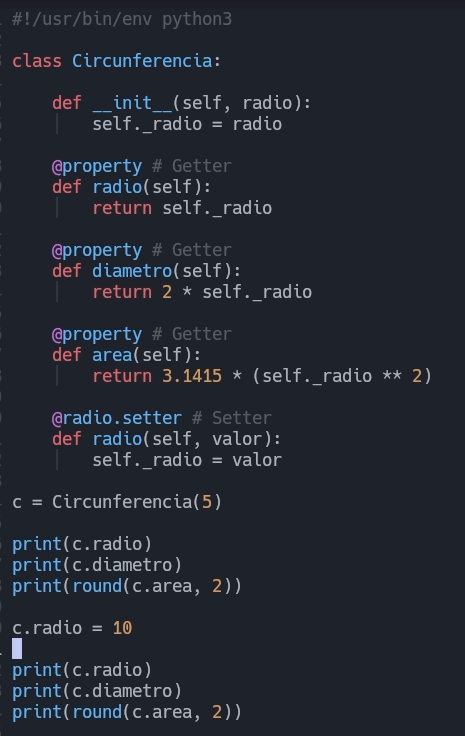 #!/usr/bin/env python3
class Circunferencia:
def __init__(self, radio):
self._radio = radio
@property # Getter
def radio(self):
return self._radio
@property # Getter
def diametro(self):
return 2 * self._radio
@property # Getter
def area(self):
return 3.1415 * (self._radio ** 2)
@radio.setter # Setter
def radio(self, valor):
self._radio = valor
c = Circunferencia(5)
print(c.radio)
print(c.diametro)
print(round(c.area, 2))
c.radio = 10
print(c.radio)
print(c.diametro)
print(round(c.area, 2))